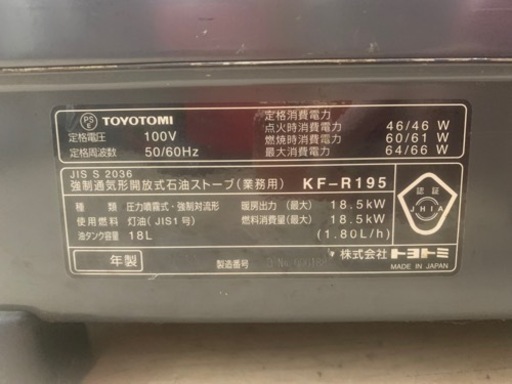 PS E TOYOTOMI
定格電圧 100V
定格周波数 50/60Hz
定格消費電力
点火時消費電力 46/46 W
燃焼時消費電力 60/61 W
最大消費電力 64/66 W
JIS S 2036
強制通気形開放式石油ストーブ(業務用) KF-R195
種類 圧力噴霧式・強制対流形
使用燃料 灯油(JIS1号)
油タンク容量 18L
暖房出力(最大) 18.5kW
燃料消費量(最大) 18.5kW
(1.80L/h)
認証
JHIA
年製
製造番号
株式会社トヨトミ
MADE IN JAPAN